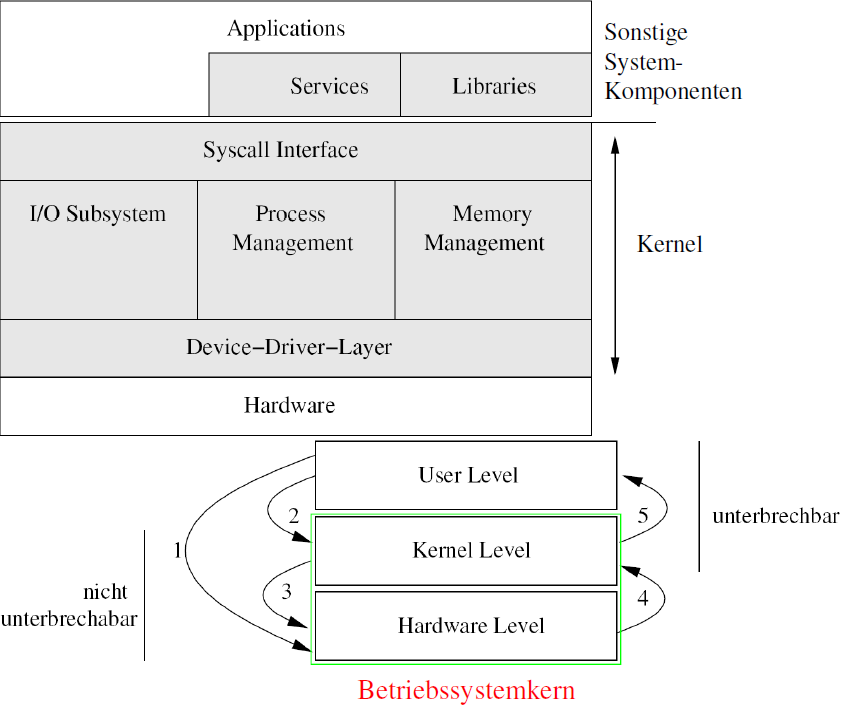 Applications
Services
Libraries
Sonstige
System-
Komponenten
Syscall Interface
I/O Subsystem
Process
Management
Memory
Management
Kernel
Device-Driver-Layer
Hardware
User Level
Kernel Level
Hardware Level
1
2
3
4
5
unterbrechbar
nicht
unterbrechabar
Betriebssystemkern